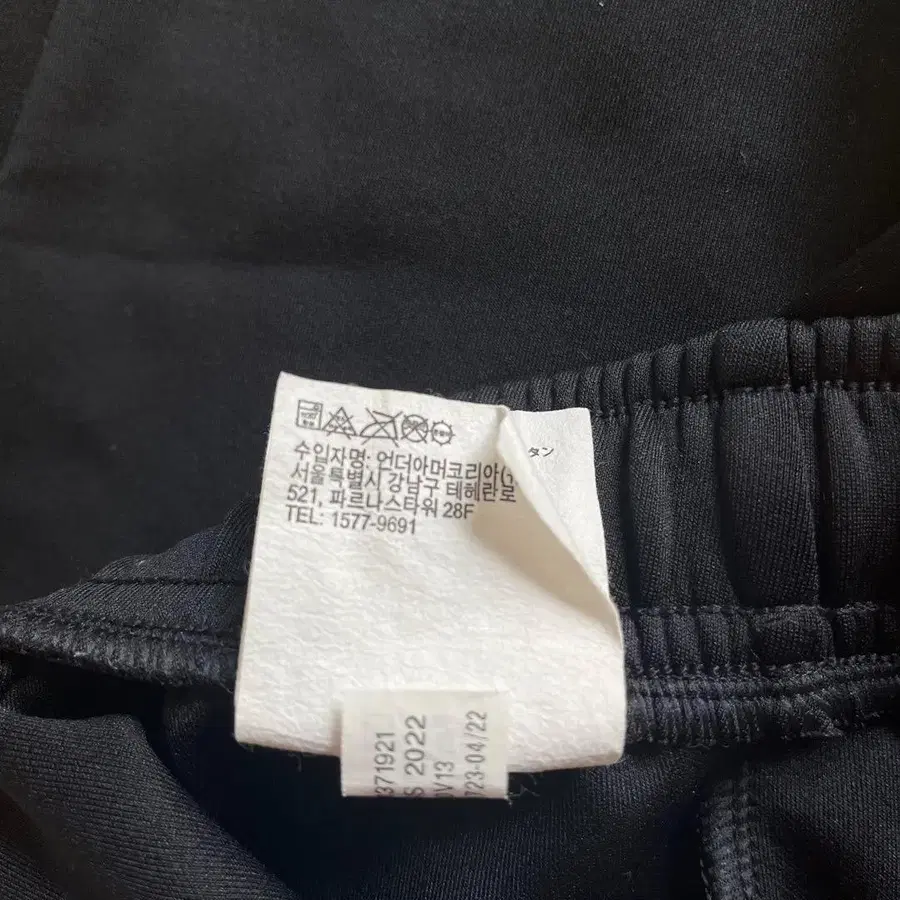 수입자명: 언더아머코리아(
서울특별시 강남구 테헤란로
521, 파르나스타워 28F
TEL: 1577-9691
タン
371921
S 2022
OV13
723-04/22